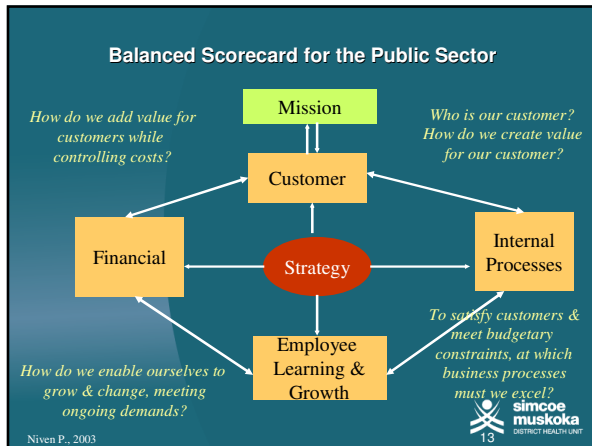 Balanced Scorecard for the Public Sector
How do we add value for
customers while
controlling costs?
Mission
Who is our customer?
How do we create value
for our customer?
Customer
Financial
Strategy
Internal
Processes
Employee
Learning &
Growth
How do we enable ourselves to
grow & change, meeting
ongoing demands?
To satisfy customers &
meet budgetary
constraints, at which
business processes
must we excel?
Niven P., 2003
simcoe
muskoka
DISTRICT HEALTH UNIT
13